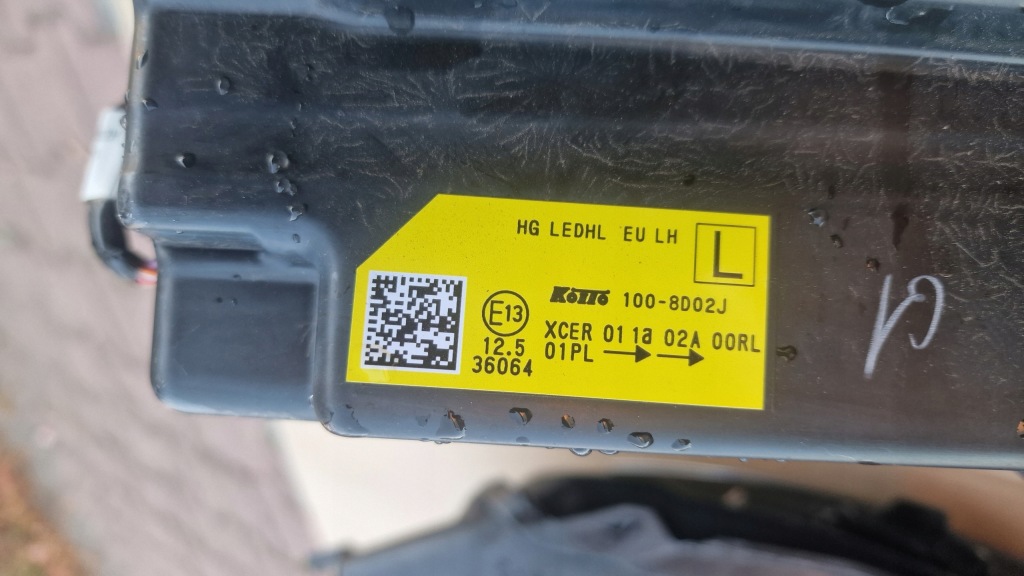 HG LEDHL EU LH
L
KOITO 100-8D02J
E13
XCER 01 1a 02A 00RL
12.5
01PL → →
36064